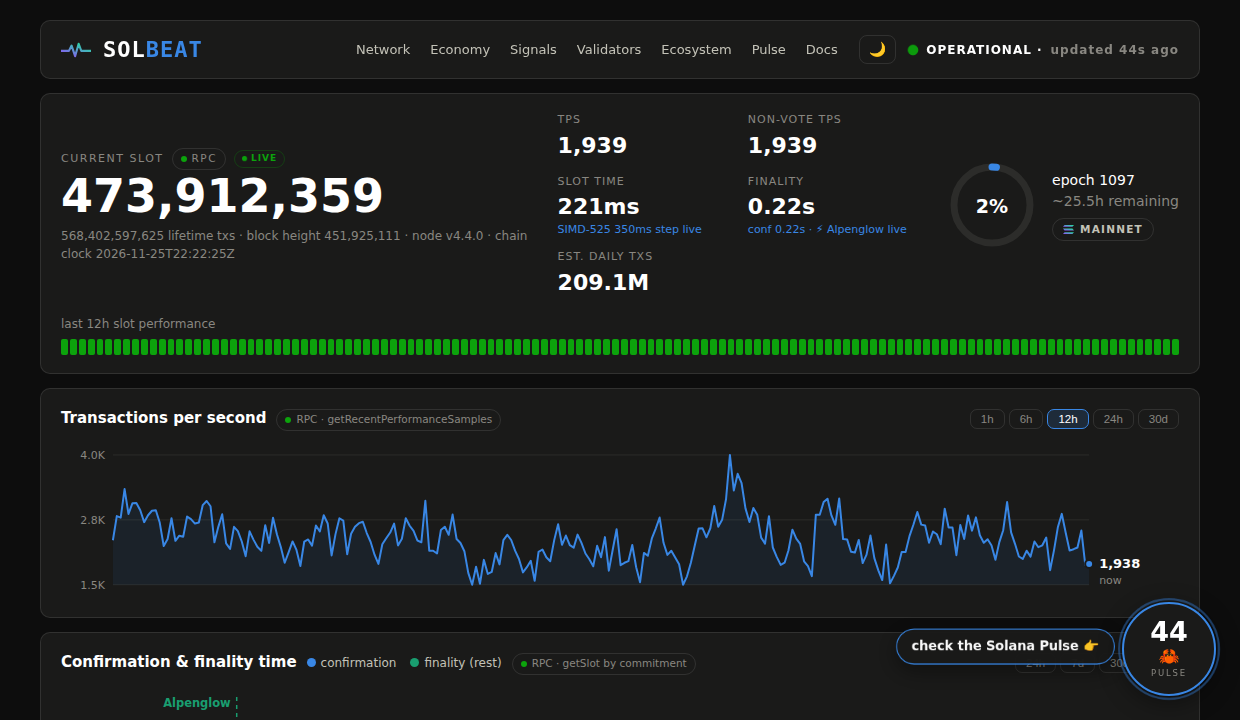 SOLBEAT
Network Economy Signals Validators Ecosystem Pulse Docs 🌙 OPERATIONAL · updated 44s ago
CURRENT SLOT RPC LIVE
473,912,359
568,402,597,625 lifetime txs · block height 451,925,111 · node v4.4.0 · chain
clock 2026-11-25T22:22:25Z
TPS
1,939
NON-VOTE TPS
1,939
SLOT TIME
221ms
SIMD-525 350ms step live
FINALITY
0.22s
conf 0.22s · ⚡ Alpenglow live
EST. DAILY TXS
209.1M
2%
epoch 1097
~25.5h remaining
MAINNET
last 12h slot performance
Transactions per second RPC · getRecentPerformanceSamples
1h 6h 12h 24h 30d
4.0K
2.8K
1.5K
1,938
now
Confirmation & finality time confirmation finality (rest) RPC · getSlot by commitment
check the Solana Pulse 👉
44
🦀
PULSE
Alpenglow